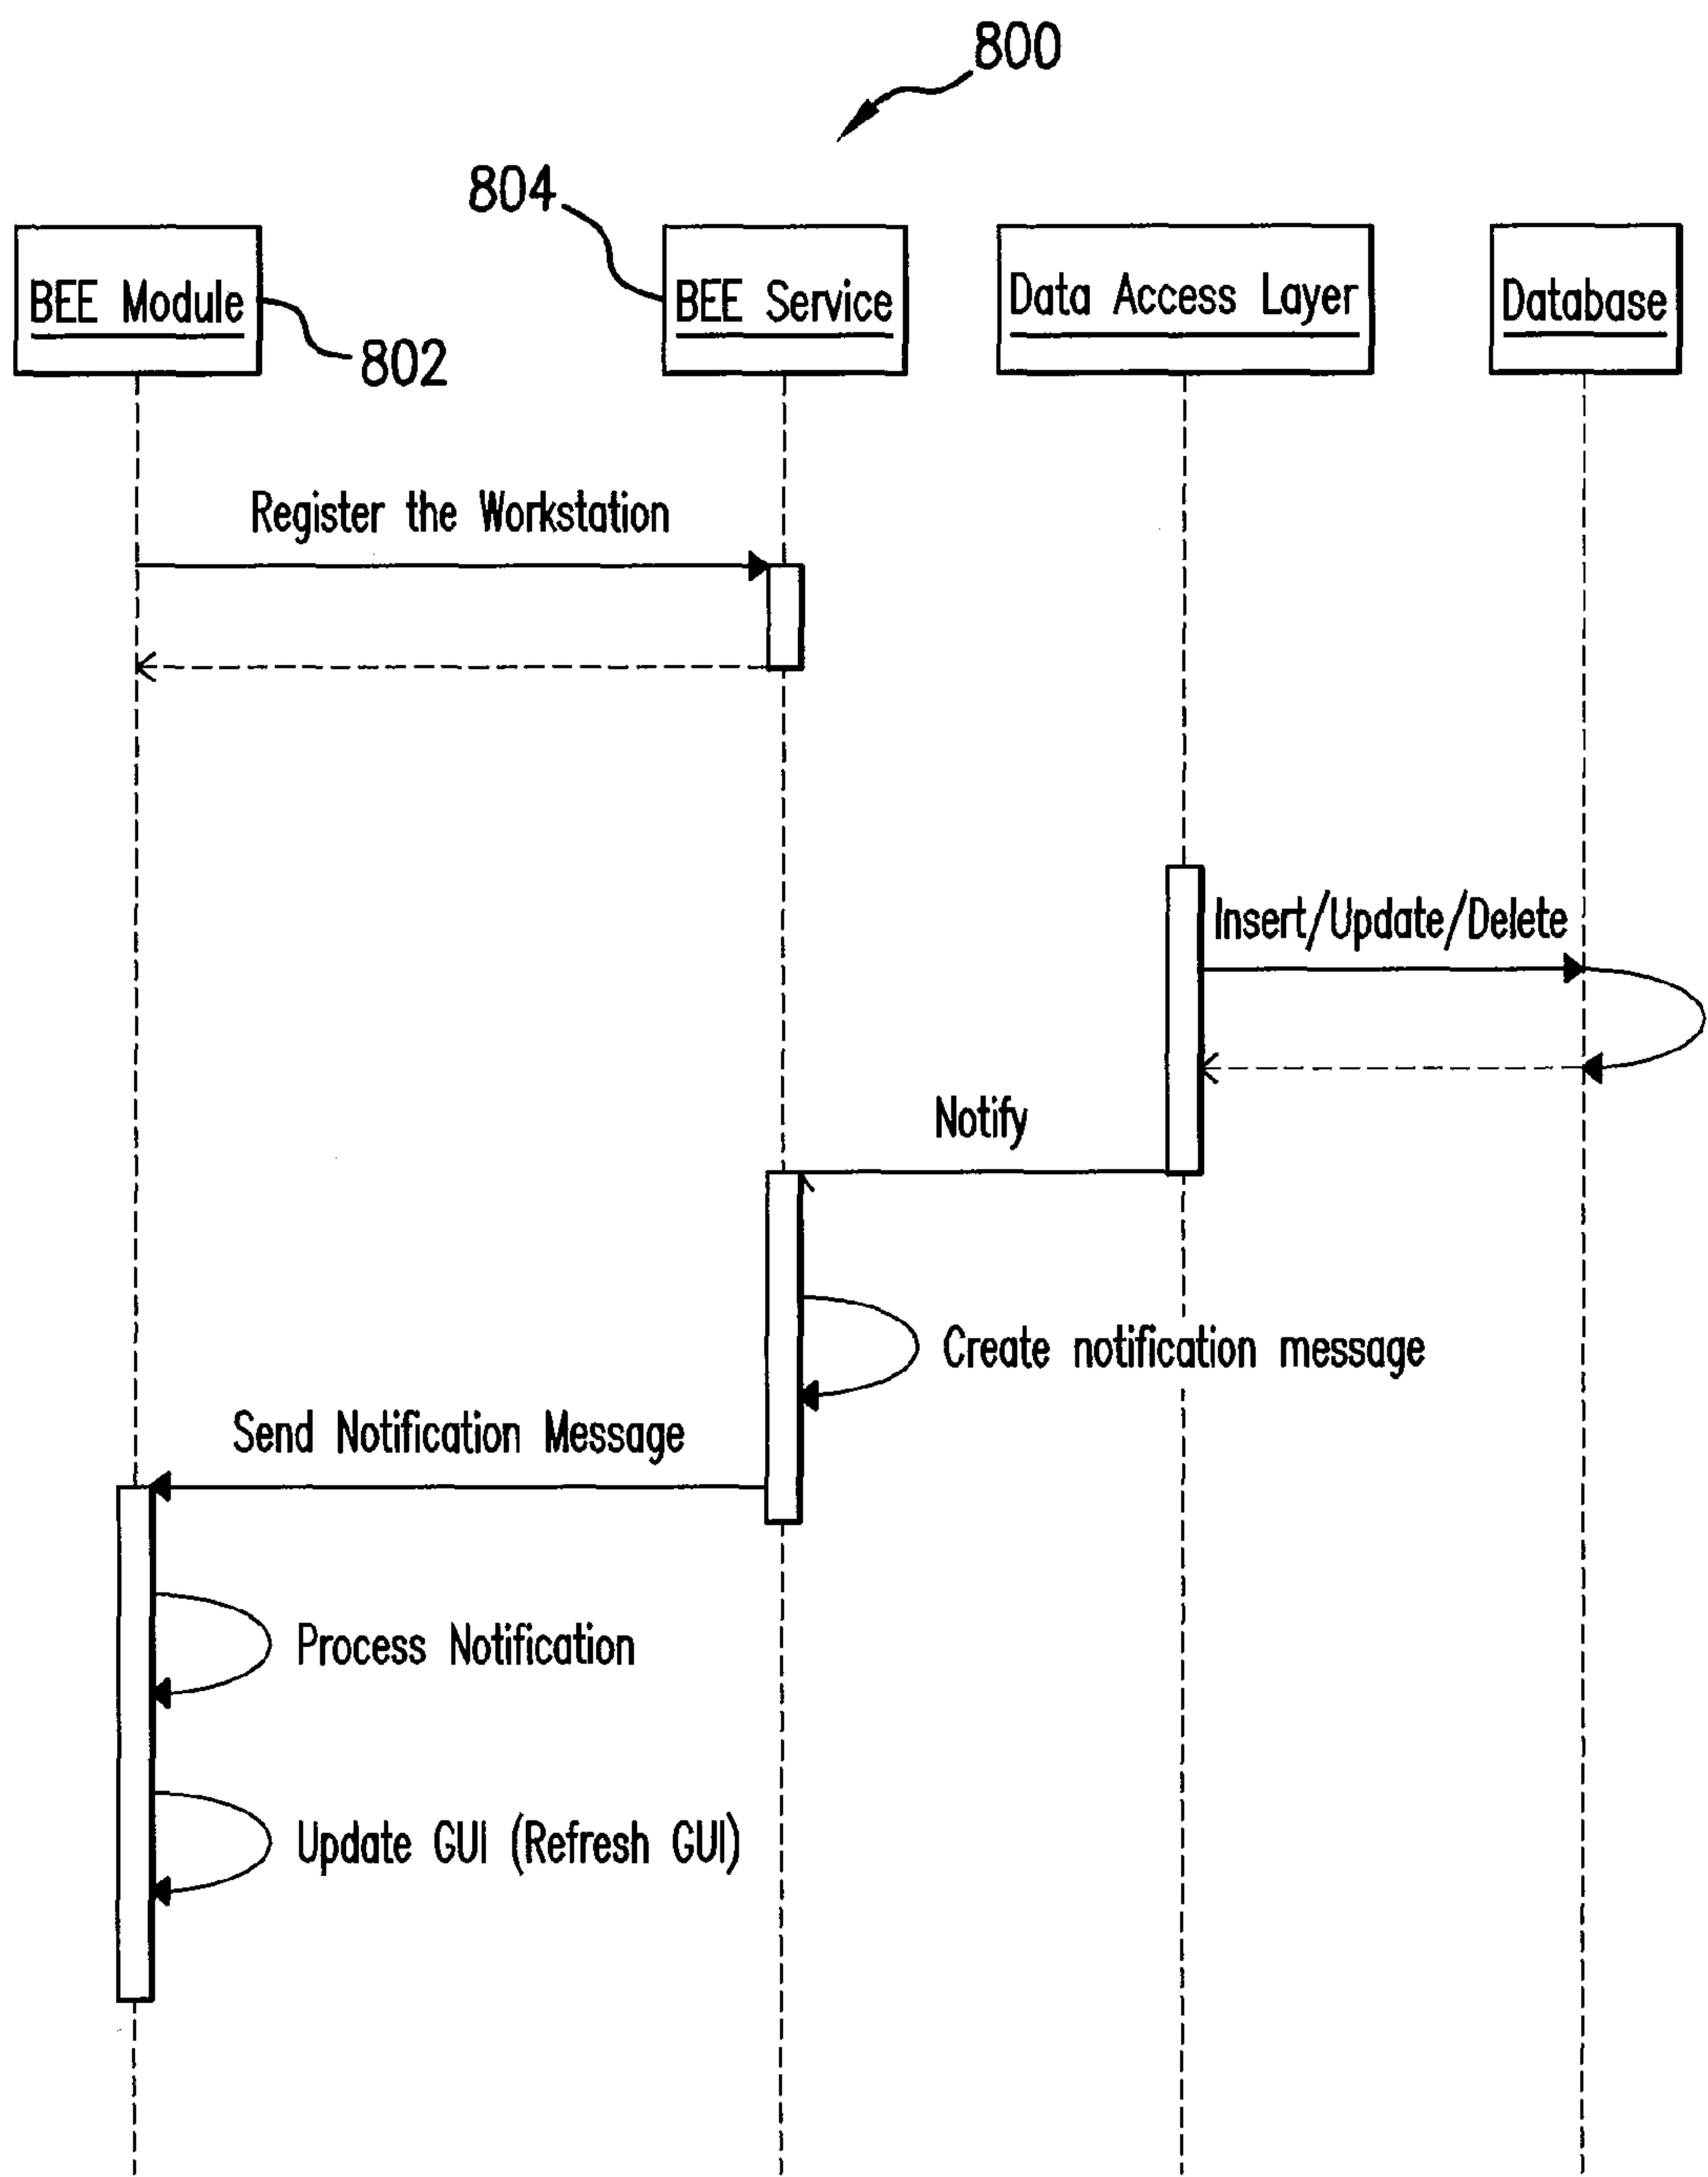 800
804
BEE Module
BEE Service
Data Access Layer
Database
802
Register the Workstation
Insert/Update/Delete
Notify
Create notification message
Send Notification Message
Process Notification
Update GUI (Refresh GUI)